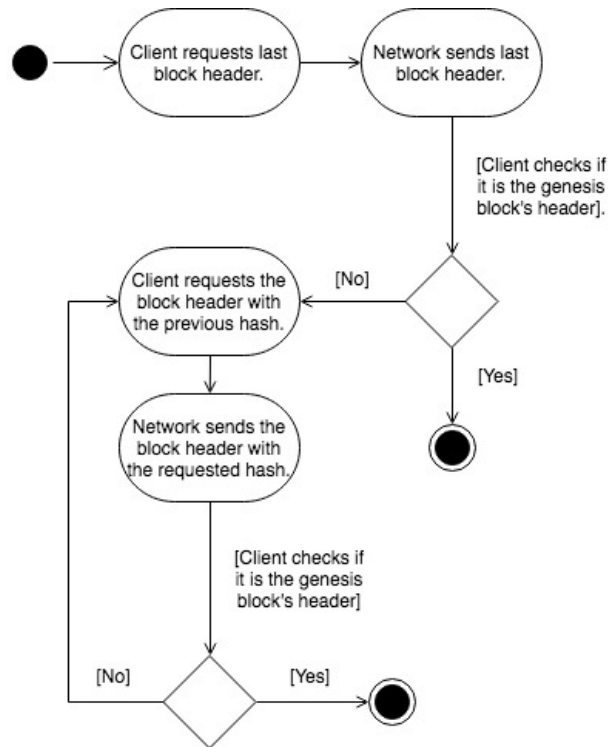 Client requests last
block header.
Network sends last
block header.
[Client checks if
it is the genesis
block's header].
[No]
[Yes]
Client requests the
block header with
the previous hash.
Network sends the
block header with
the requested hash.
[Client checks if
it is the genesis
block's header]
[No]
[Yes]